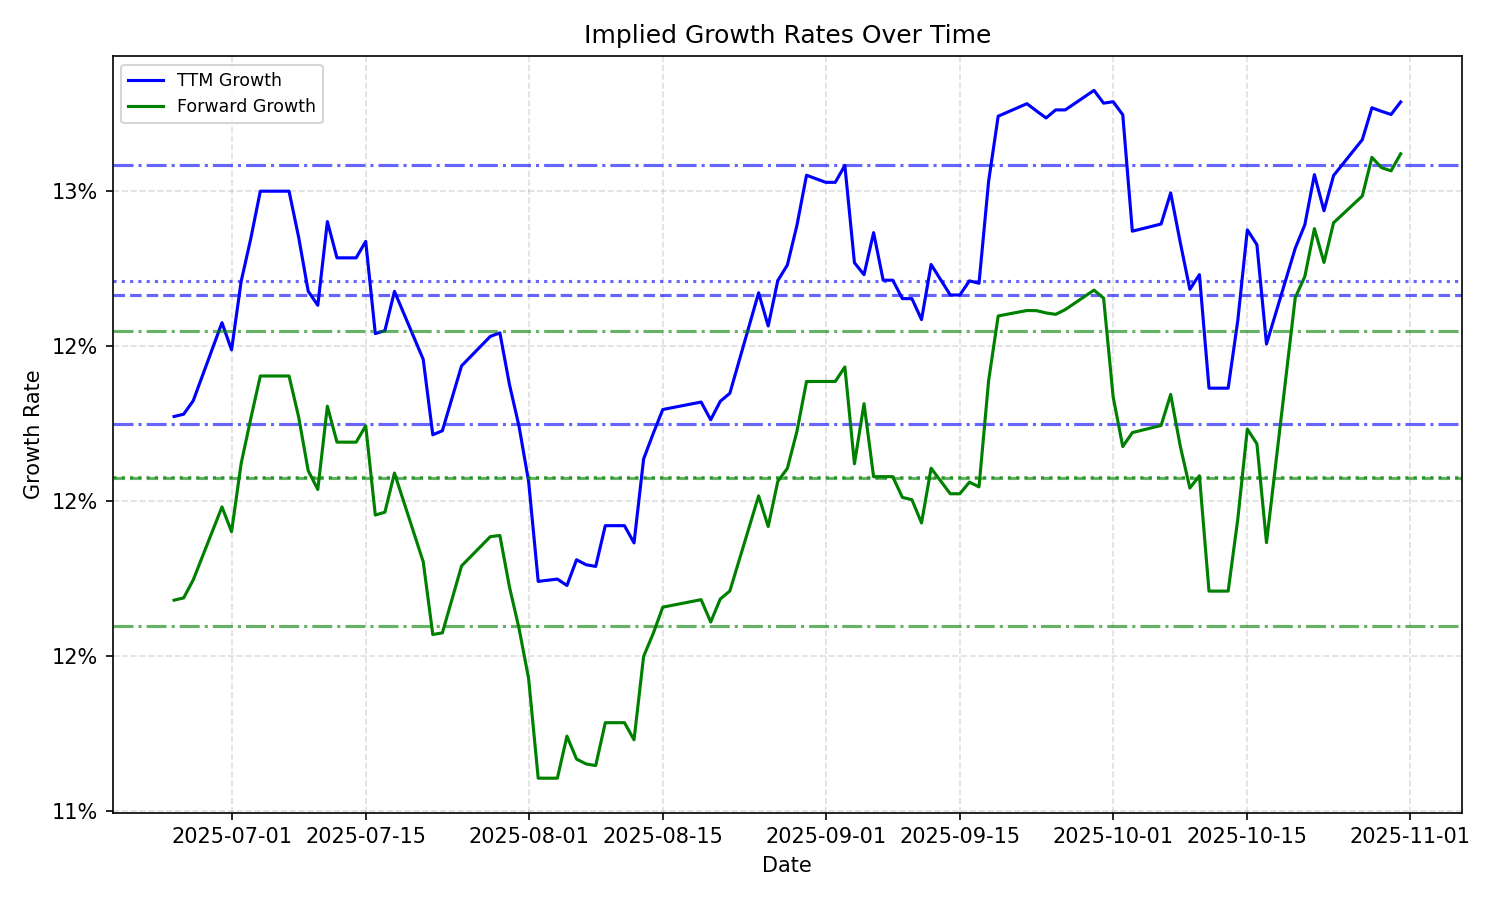 Implied Growth Rates Over Time
TTM Growth
Forward Growth
13%
12%
12%
12%
11%
Growth Rate
2025-07-01
2025-07-15
2025-08-01
2025-08-15
2025-09-01
2025-09-15
2025-10-01
2025-10-15
2025-11-01
Date